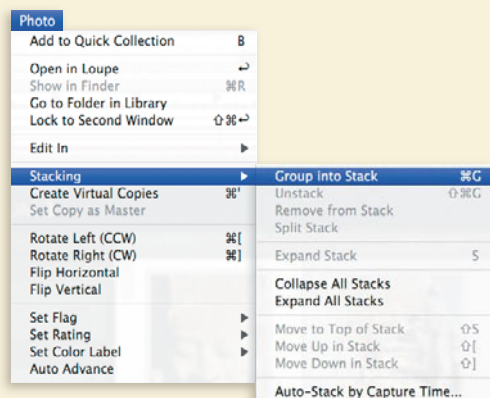 Photo
Add to Quick Collection B
Open in Loupe ↩
Show in Finder ⌘R
Go to Folder in Library
Lock to Second Window ⇧⌘↩
Edit In ▶
Stacking ▶
Create Virtual Copies ⌘'
Set Copy as Master
Rotate Left (CCW) ⌘[
Rotate Right (CW) ⌘]
Flip Horizontal
Flip Vertical
Set Flag ▶
Set Rating ▶
Set Color Label ▶
Auto Advance
Group into Stack ⌘G
Unstack ⇧⌘G
Remove from Stack
Split Stack
Expand Stack S
Collapse All Stacks
Expand All Stacks
Move to Top of Stack ⇧S
Move Up in Stack ⇧[
Move Down in Stack ⇧]
Auto-Stack by Capture Time...